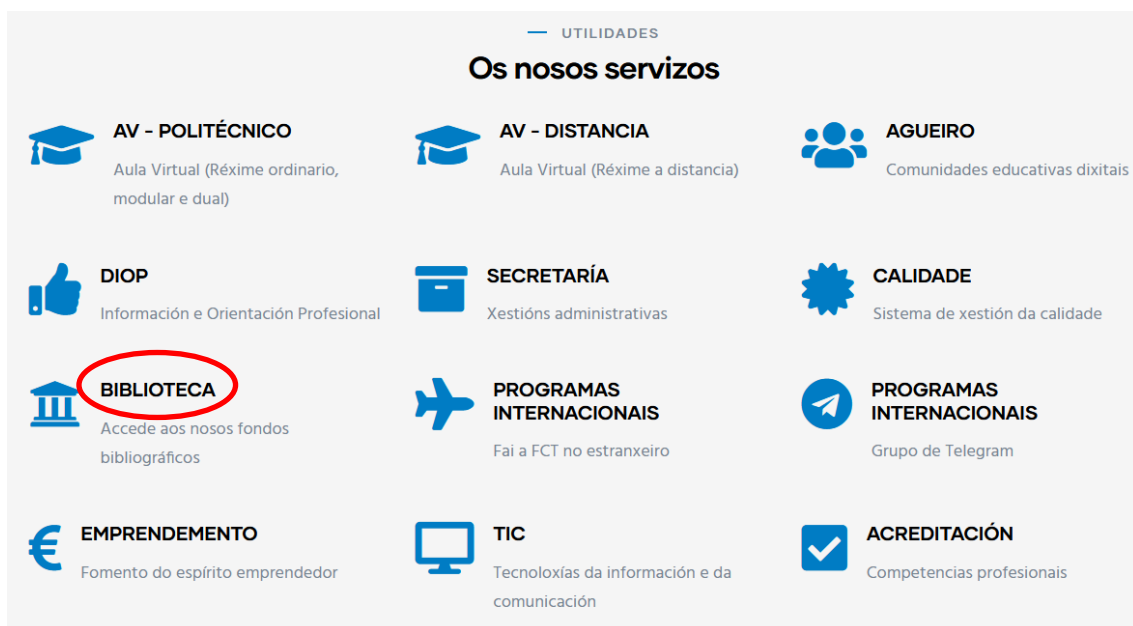 UTILIDADES
Os nosos servizos
AV - POLITÉCNICO
Aula Virtual (Réxime ordinario,
modular e dual)
AV - DISTANCIA
Aula Virtual (Réxime a distancia)
AGUEIRO
Comunidades educativas dixitais
DIOP
Información e Orientación Profesional
SECRETARÍA
Xestións administrativas
CALIDADE
Sistema de xestión da calidade
BIBLIOTECA
Accede aos nosos fondos
bibliográficos
PROGRAMAS
INTERNACIONAIS
Fai a FCT no estranxeiro
PROGRAMAS
INTERNACIONAIS
Grupo de Telegram
EMPRENDEMENTO
Fomento do espírito emprendedor
TIC
Tecnoloxías da información e da
comunicación
ACREDITACIÓN
Competencias profesionais